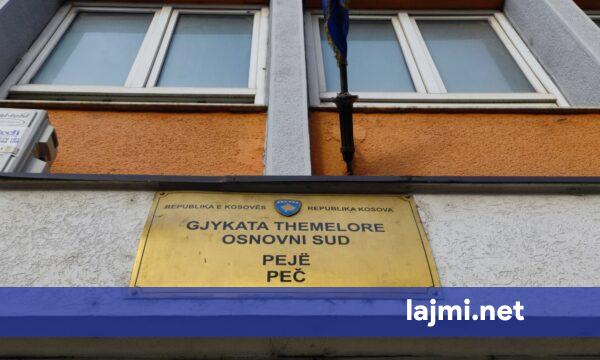 REPUBLIKA E KOSOVËS REPUBLIKA KOSOVA
GJYKATA THEMELORE
OSNOVNI SUD
PEJË
PEČ
lajmi.net